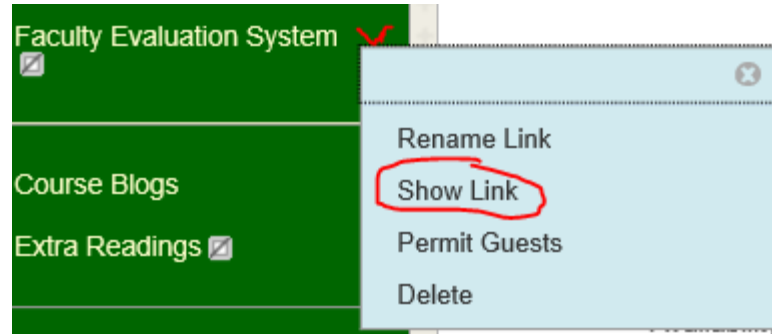 Faculty Evaluation System
Rename Link
Show Link
Permit Guests
Delete
Course Blogs
Extra Readings